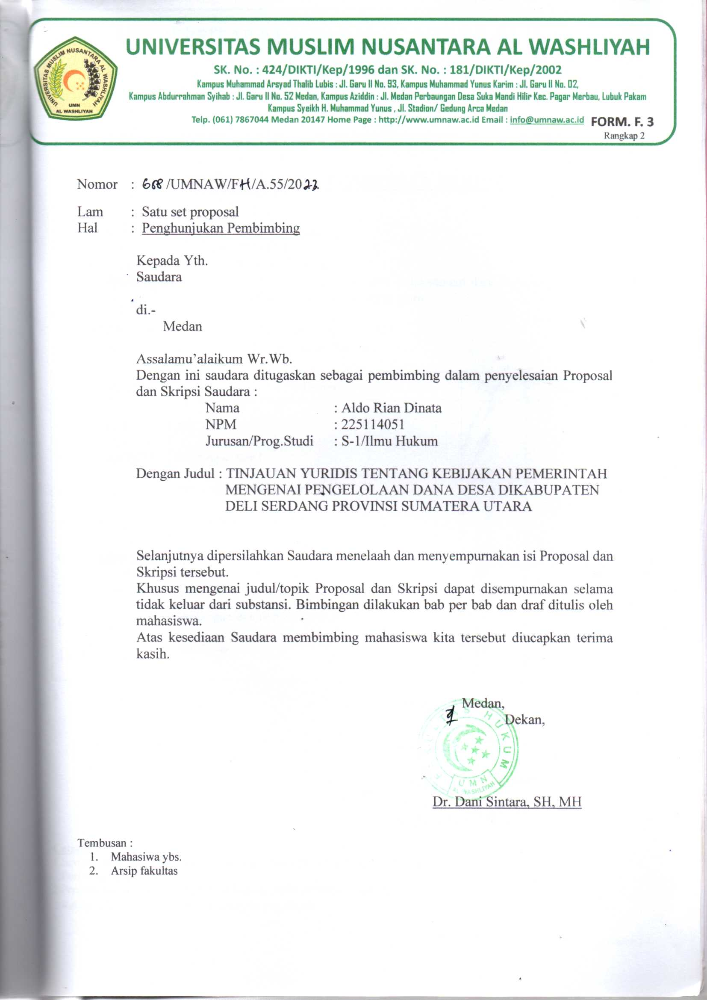 UNIVERSITAS MUSLIM NUSANTARA AL WASHLIYAH
UMN
AL WASHLIYAH
UNIVERSITAS MUSLIM NUSANTARA AL WASHLIYAH
SK. No. : 424/DIKTI/Kep/1996 dan SK. No. : 181/DIKTI/Kep/2002
Kampus Muhammad Arsyad Thalib Lubis : Jl. Garu II No. 93, Kampus Muhammad Yunus Karim : Jl. Garu II No. 02,
Kampus Abdurrahman Syihab : Jl. Garu II No. 52 Medan, Kampus Aziddin : Jl. Medan Perbaungan Desa Suka Mandi Hilir Kec. Pagar Merbau, Lubuk Pakam
Kampus Syeikh H. Muhammad Yunus , Jl. Stadion/ Gedung Arca Medan
Telp. (061) 7867044 Medan 20147 Home Page : http://www.umnaw.ac.id Email : info@umnaw.ac.id FORM. F. 3
Rangkap 2
Nomor : /UMNAW/FH/A.55/2023
Lam : Satu set proposal
Hal : Penghunjukan Pembimbing
Kepada Yth.
Saudara
di.-
Medan
Assalamu’alaikum Wr.Wb.
Dengan ini saudara ditugaskan sebagai pembimbing dalam penyelesaian Proposal
dan Skripsi Saudara :
Nama : Aldo Rian Dinata
NPM : 225114051
Jurusan/Prog.Studi : S-1/Ilmu Hukum
Dengan Judul : TINJAUAN YURIDIS TENTANG KEBIJAKAN PEMERINTAH
MENGENAI PENGELOLAAN DANA DESA DIKABUPATEN
DELI SERDANG PROVINSI SUMATERA UTARA
Selanjutnya dipersilahkan Saudara menelaah dan menyempurnakan isi Proposal dan
Skripsi tersebut.
Khusus mengenai judul/topik Proposal dan Skripsi dapat disempurnakan selama
tidak keluar dari substansi. Bimbingan dilakukan bab per bab dan draf ditulis oleh
mahasiswa.
Atas kesediaan Saudara membimbing mahasiswa kita tersebut diucapkan terima
kasih.
Medan,
Dekan,
HUKUM
UMN
AL WASHLIYAH
Dr. Dani Sintara, SH, MH
Tembusan :
1. Mahasiwa ybs.
2. Arsip fakultas